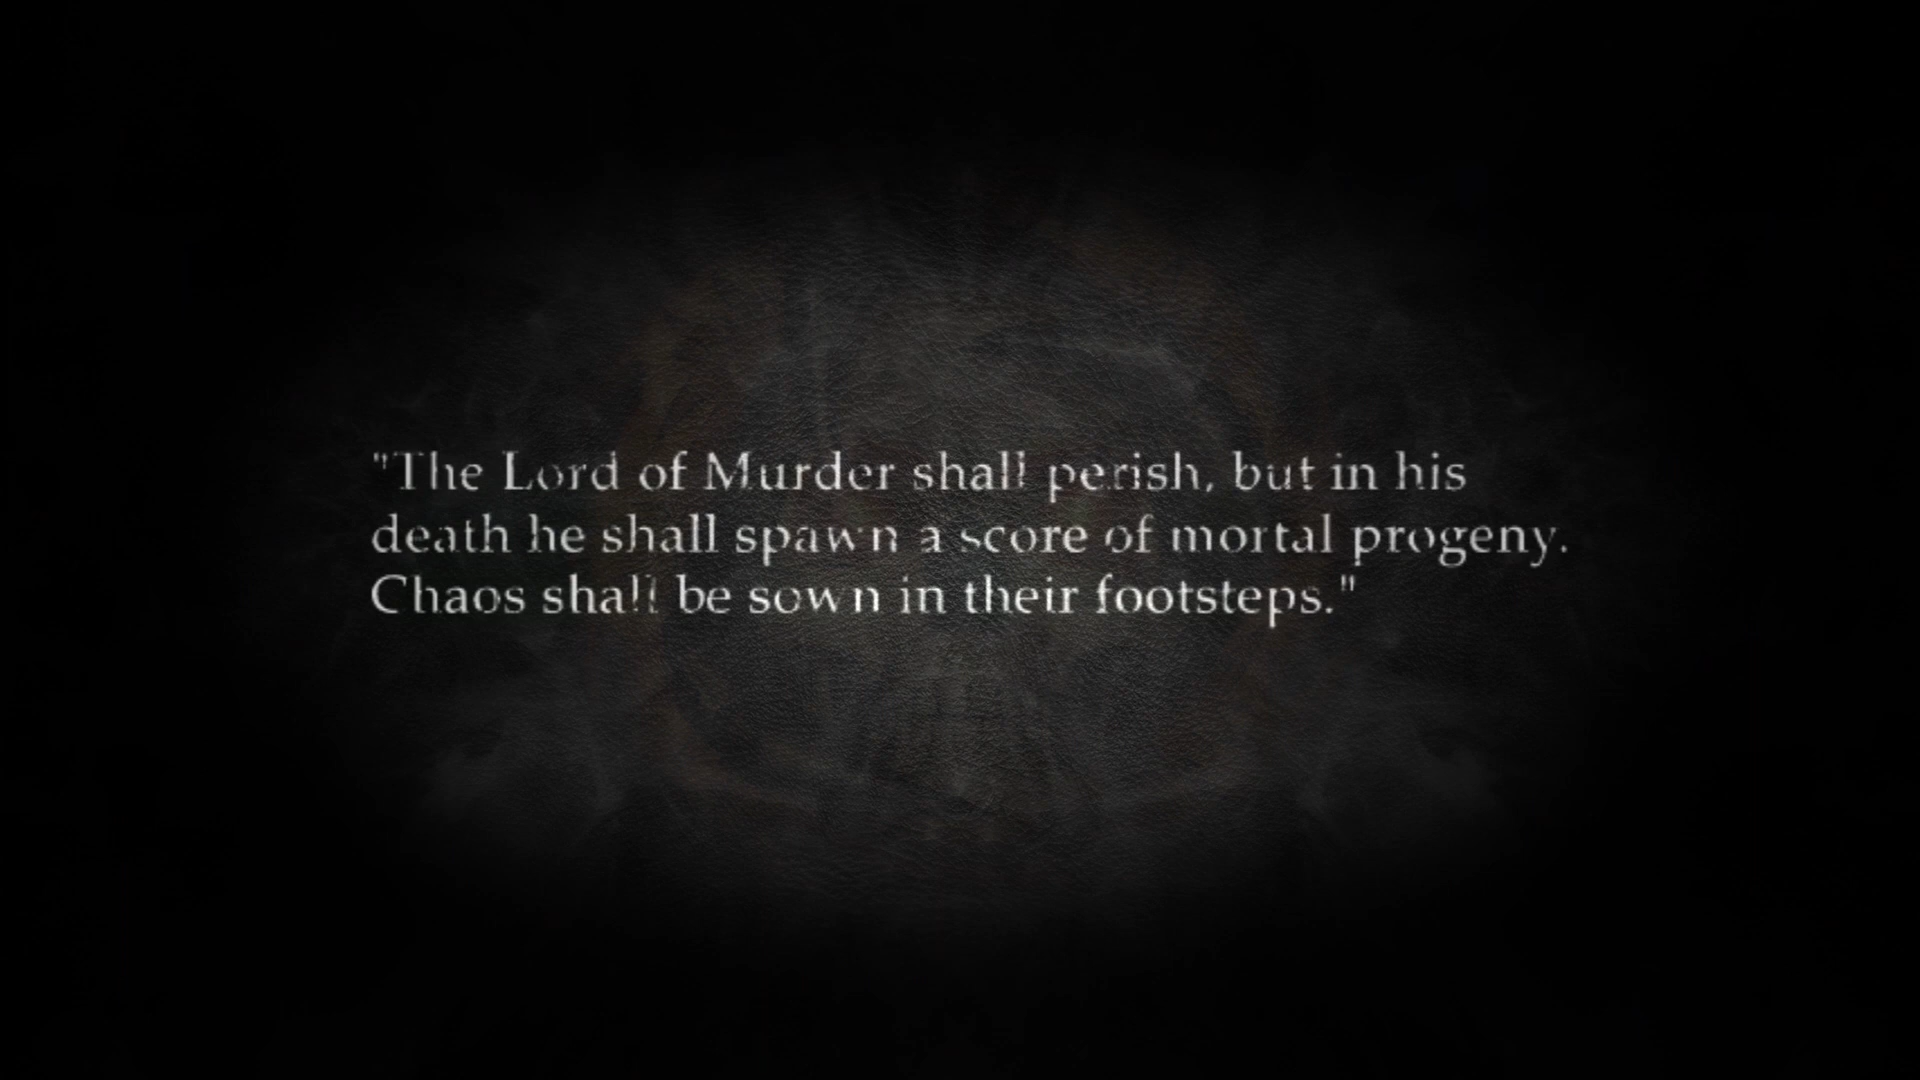 "The Lord of Murder shall perish, but in his
death he shall spawn a score of mortal progeny.
Chaos shall be sown in their footsteps."